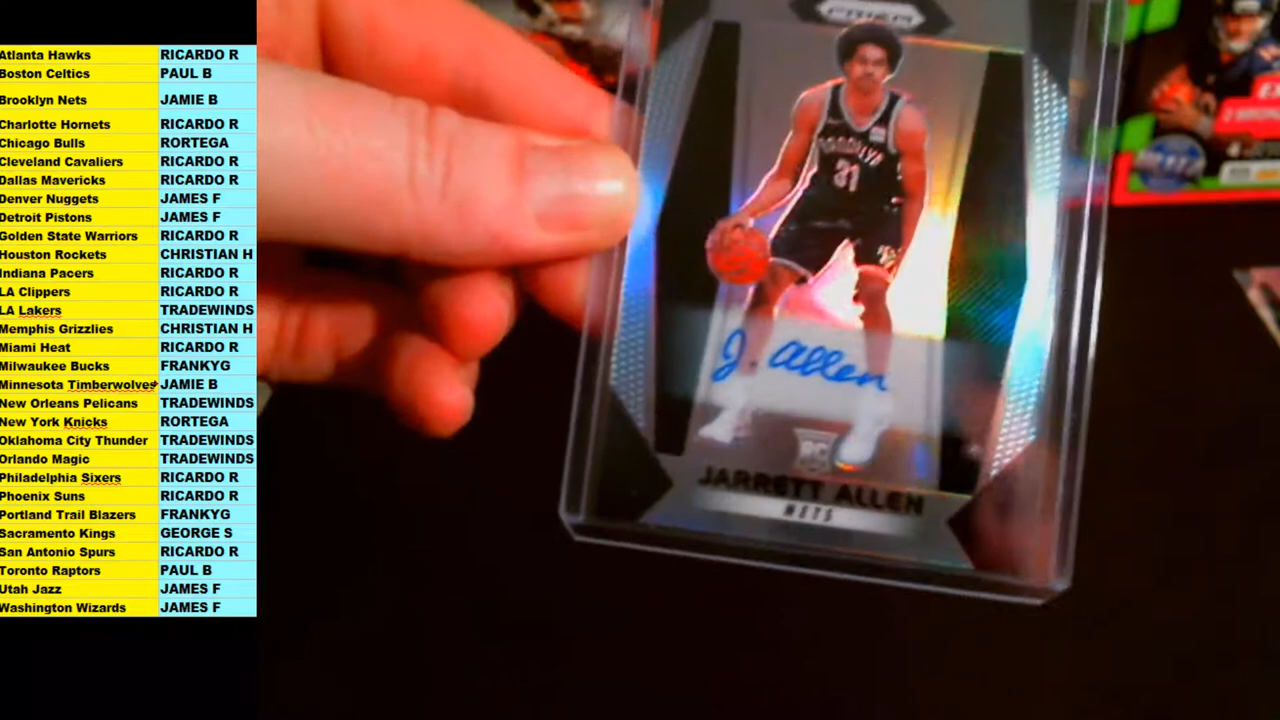 Atlanta Hawks RICARDO R
Boston Celtics PAUL B
Brooklyn Nets JAMIE B
Charlotte Hornets RICARDO R
Chicago Bulls RORTEGA
Cleveland Cavaliers RICARDO R
Dallas Mavericks RICARDO R
Denver Nuggets JAMES F
Detroit Pistons JAMES F
Golden State Warriors RICARDO R
Houston Rockets CHRISTIAN H
Indiana Pacers RICARDO R
LA Clippers RICARDO R
LA Lakers TRADEWINDS
Memphis Grizzlies CHRISTIAN H
Miami Heat RICARDO R
Milwaukee Bucks FRANKYG
Minnesota Timberwolves JAMIE B
New Orleans Pelicans TRADEWINDS
New York Knicks RORTEGA
Oklahoma City Thunder TRADEWINDS
Orlando Magic TRADEWINDS
Philadelphia Sixers RICARDO R
Phoenix Suns RICARDO R
Portland Trail Blazers FRANKYG
Sacramento Kings GEORGE S
San Antonio Spurs RICARDO R
Toronto Raptors PAUL B
Utah Jazz JAMES F
Washington Wizards JAMES F
PRIZM
BROOKLYN
31
J. Allen
RC
JARRETT ALLEN
NETS